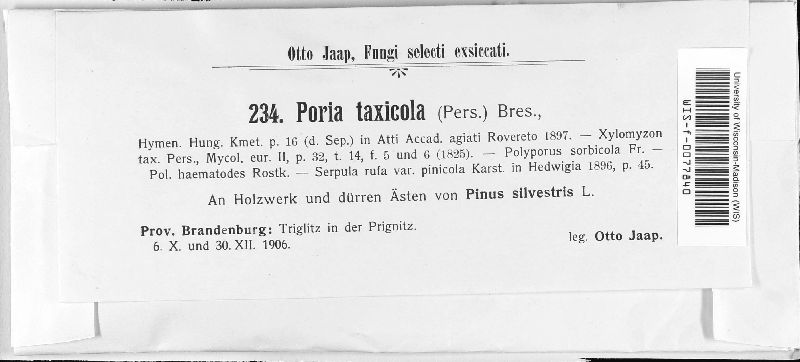 Otto Jaap, Fungi selecti exsiccati.
234. Poria taxicola (Pers.) Bres.,
Hymen. Hung. Kmet. p. 16 (d. Sep.) in Atti Accad. agiati Rovereto 1897. — Xylomyzon
tax. Pers., Mycol. eur. II, p. 32, t. 14, f. 5 und 6 (1825). — Polyporus sorbicola Fr. —
Pol. haematodes Rostk. — Serpula rufa var. pinicola Karst. in Hedwigia 1896, p. 45.
An Holzwerk und dürren Ästen von Pinus silvestris L.
Prov. Brandenburg: Triglitz in der Prignitz.
6. X. und 30. XII. 1906.
leg. Otto Jaap.
University of Wisconsin-Madison (WIS)
WIS-f-0077840